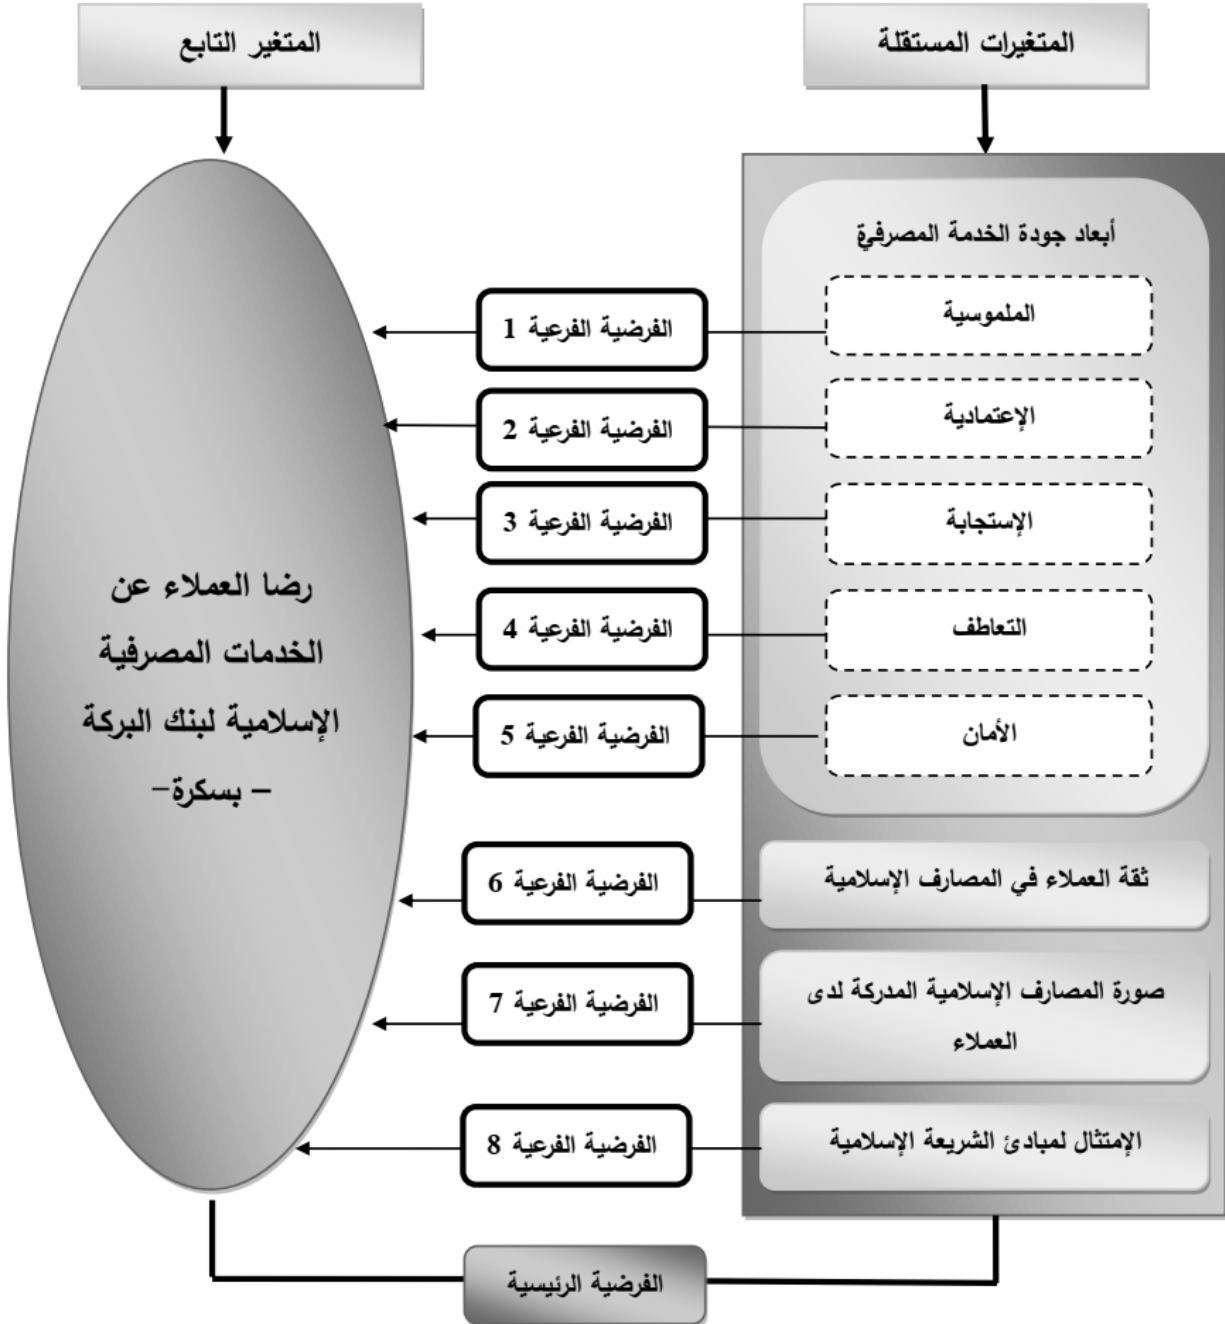 المتغيرات المستقلة
المتغير التابع
أبعاد جودة الخدمة المصرفية
الملموسية
الفرضية الفرعية 1
الإعتمادية
الفرضية الفرعية 2
الإستجابة
الفرضية الفرعية 3
التعاطف
الفرضية الفرعية 4
الأمان
الفرضية الفرعية 5
ثقة العملاء في المصارف الإسلامية
الفرضية الفرعية 6
صورة المصارف الإسلامية المدركة لدى
العملاء
الفرضية الفرعية 7
الإمتثال لمبادئ الشريعة الإسلامية
الفرضية الفرعية 8
رضا العملاء عن
الخدمات المصرفية
الإسلامية لبنك البركة
– بسكرة–
الفرضية الرئيسية